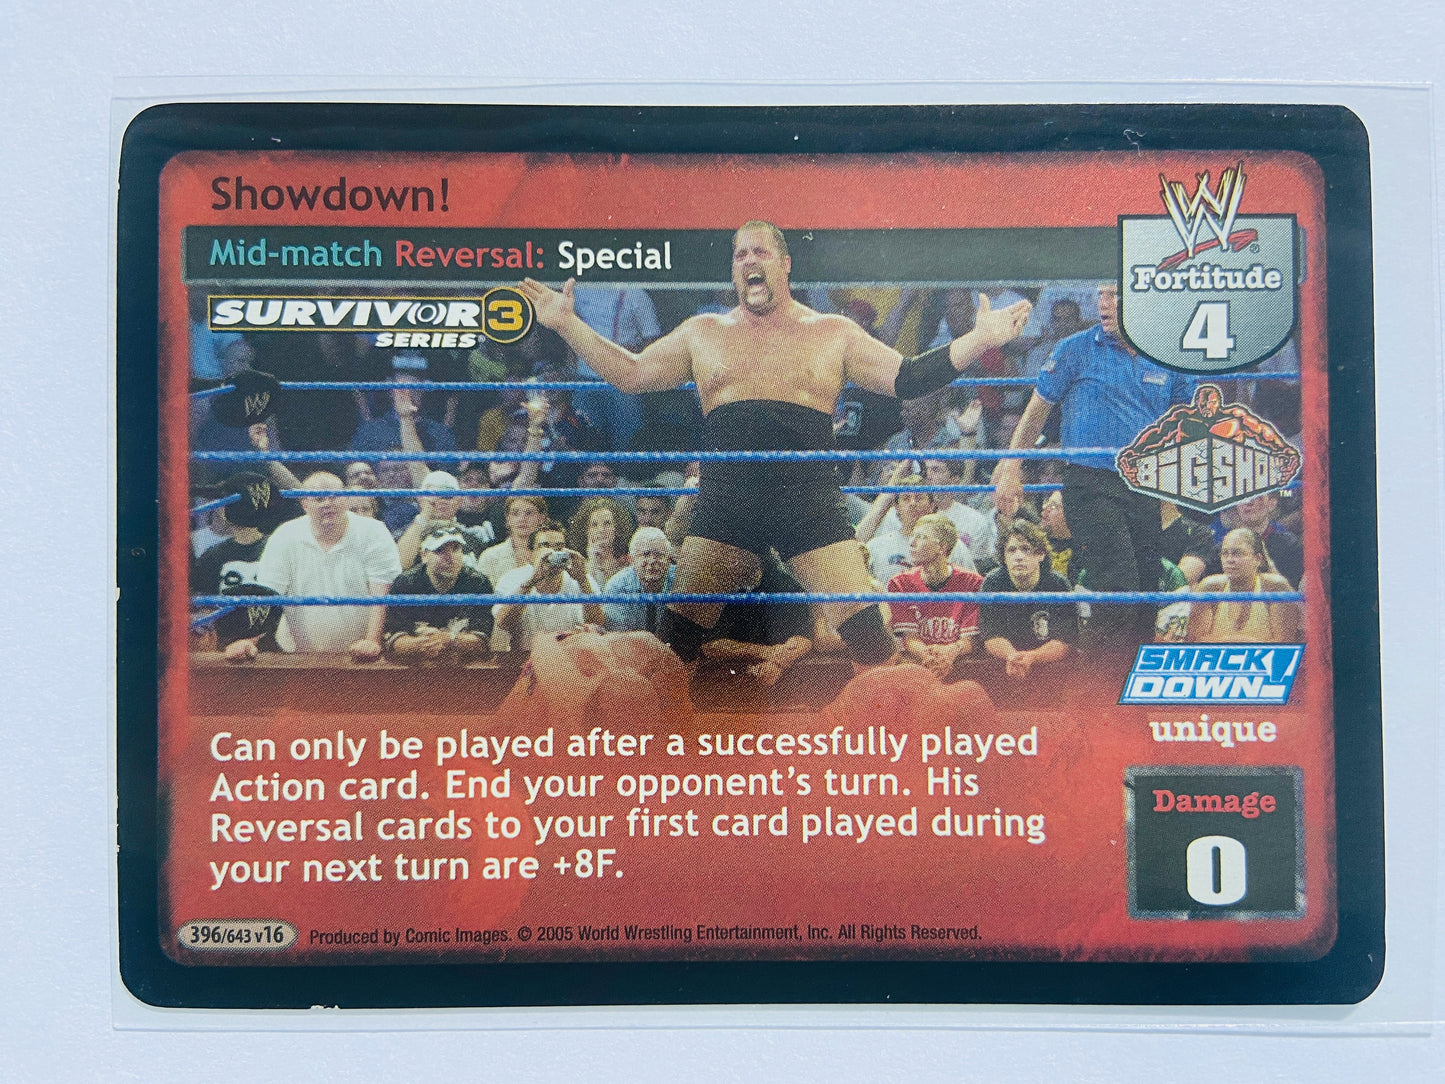 Showdown!
Mid-match Reversal: Special
SURVIVOR 3
SERIES
Fortitude
4
BIG SHOW™
SMACK
DOWN!
unique
Can only be played after a successfully played
Action card. End your opponent's turn. His
Reversal cards to your first card played during
your next turn are +8F.
Damage
0
396/643 v16 Produced by Comic Images. © 2005 World Wrestling Entertainment, Inc. All Rights Reserved.